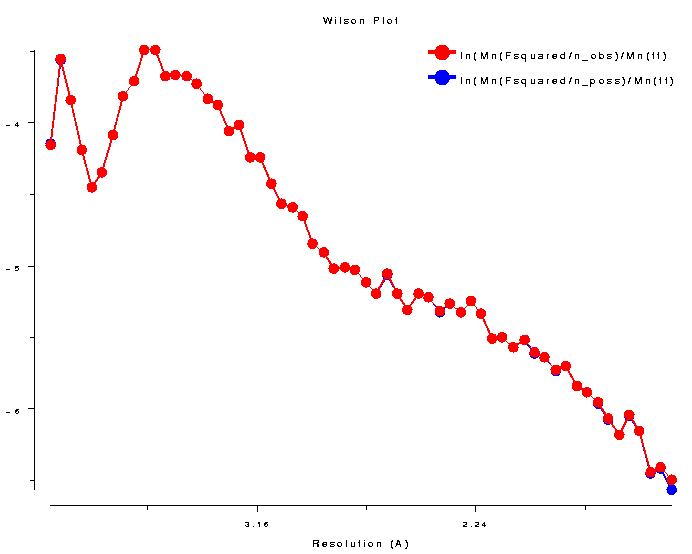 Wilson Plot
ln(Mn(Fsquared/n_obs)/Mn(ff)
ln(Mn(Fsquared/n_poss)/Mn(ff)
-4
-5
-6
3.16 2.24
Resolution (A)